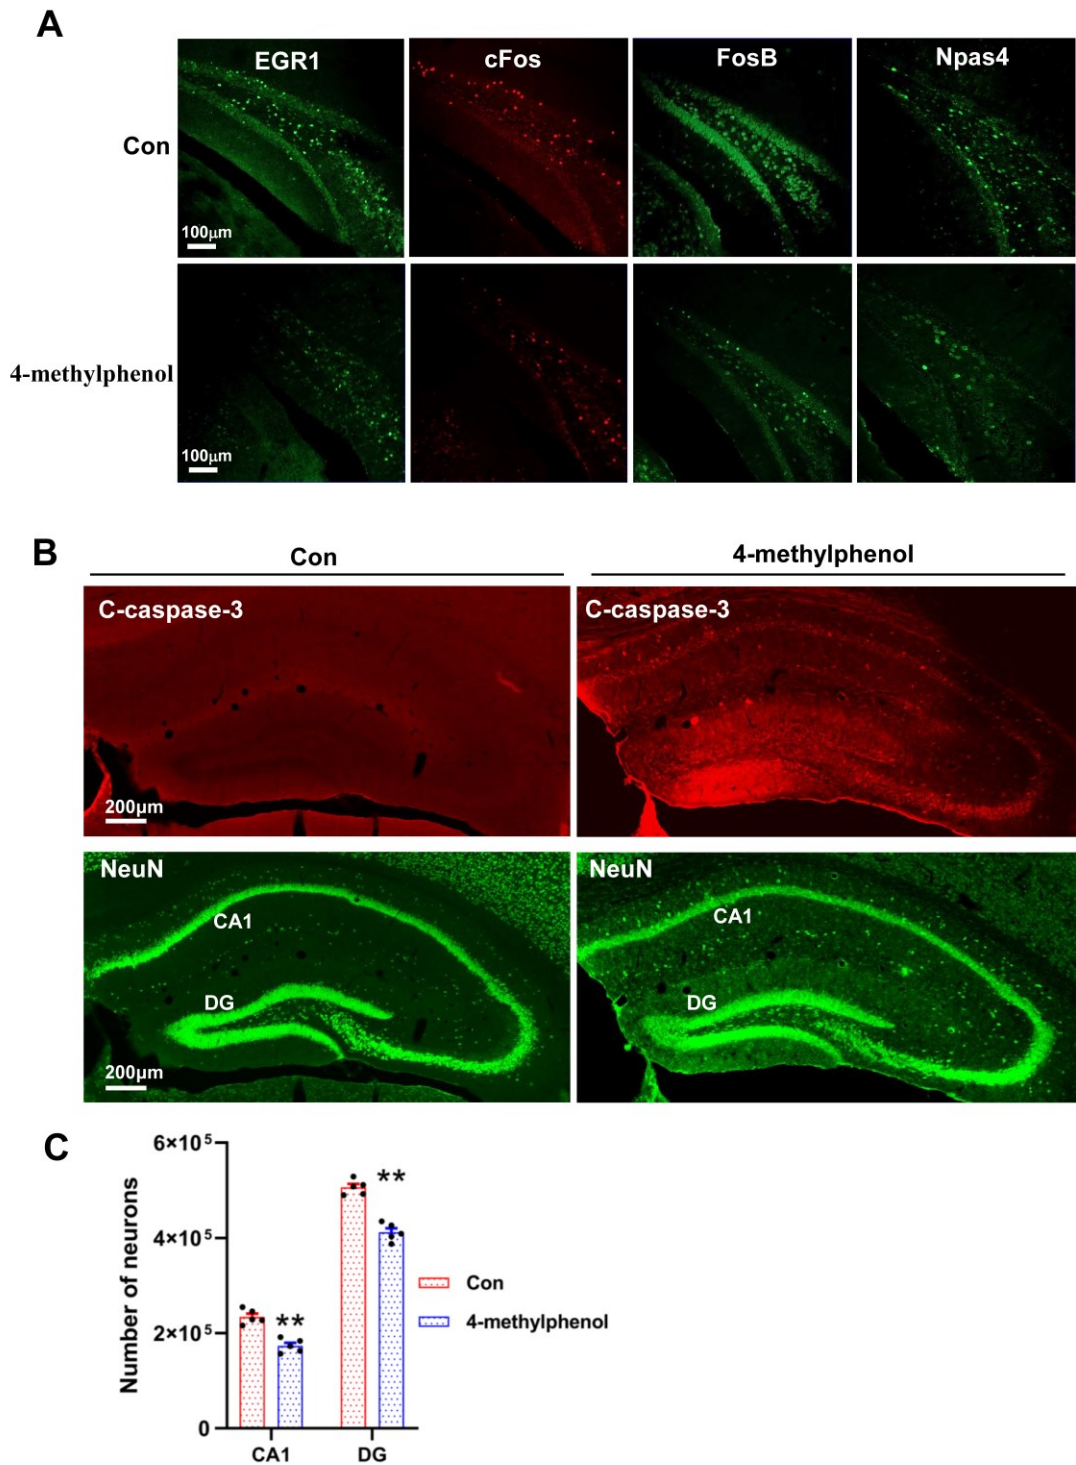 A
EGR1 cFos FosB Npas4
Con
100μm
4-methylphenol
100μm
B
Con 4-methylphenol
C-caspase-3 C-caspase-3
200μm
NeuN NeuN
CA1 CA1
DG DG
200μm
C
6×10⁵
4×10⁵
2×10⁵
0
Number of neurons
**
**
Con
4-methylphenol
CA1 DG